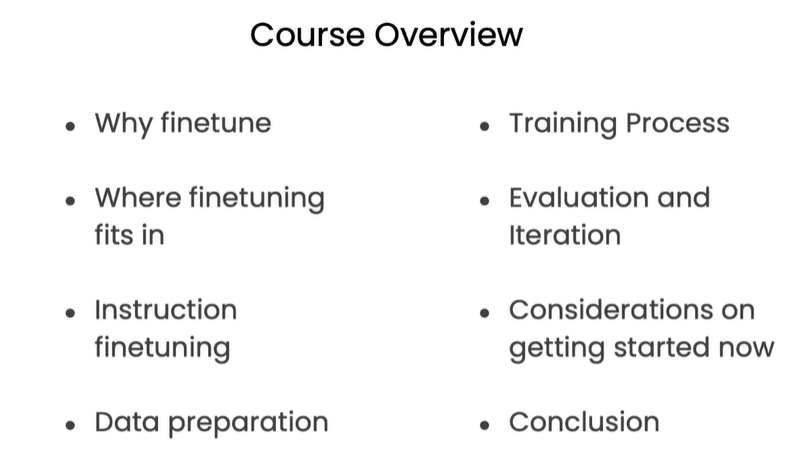 Course Overview
• Why finetune
• Where finetuning
fits in
• Instruction
finetuning
• Data preparation
• Training Process
• Evaluation and
Iteration
• Considerations on
getting started now
• Conclusion